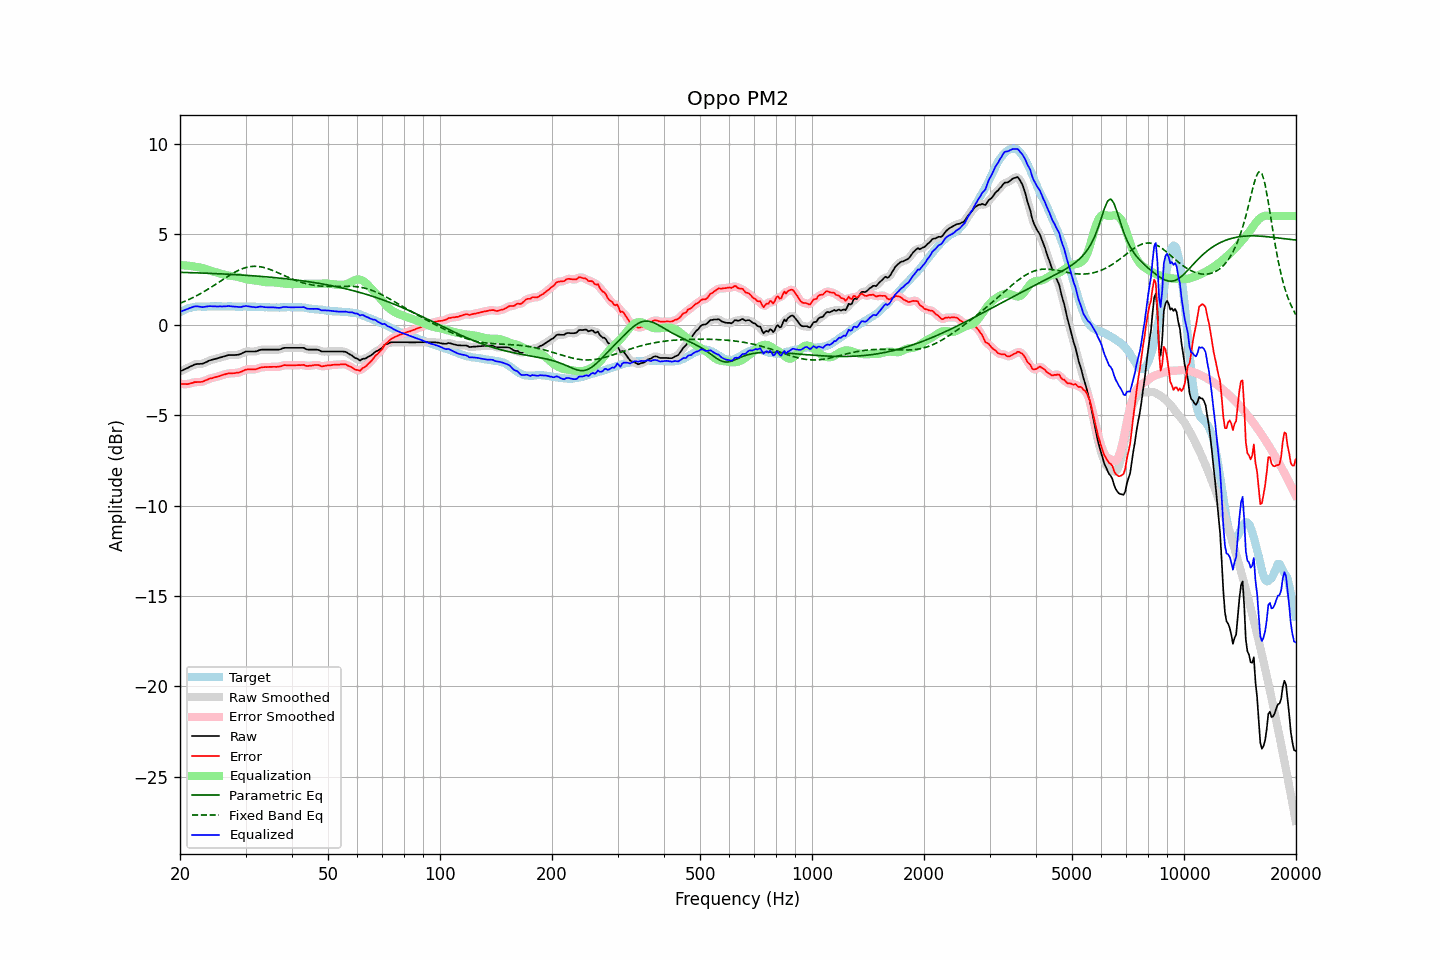 Oppo PM2
Amplitude (dBr)
10
5
0
−5
−10
−15
−20
−25
Target
Raw Smoothed
Error Smoothed
Raw
Error
Equalization
Parametric Eq
Fixed Band Eq
Equalized
20 50 100 200 500 1000 2000 5000 10000 20000
Frequency (Hz)